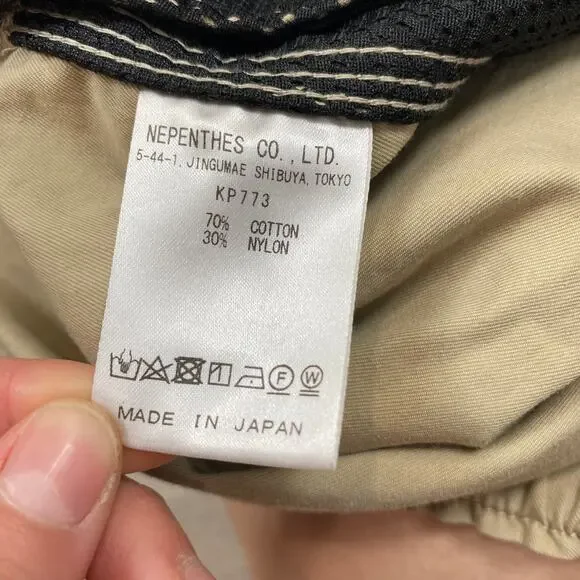 NEPENTHES CO., LTD.
5-44-1, JINGUMAE SHIBUYA, TOKYO
KP773
70% COTTON
30% NYLON
F W
MADE IN JAPAN